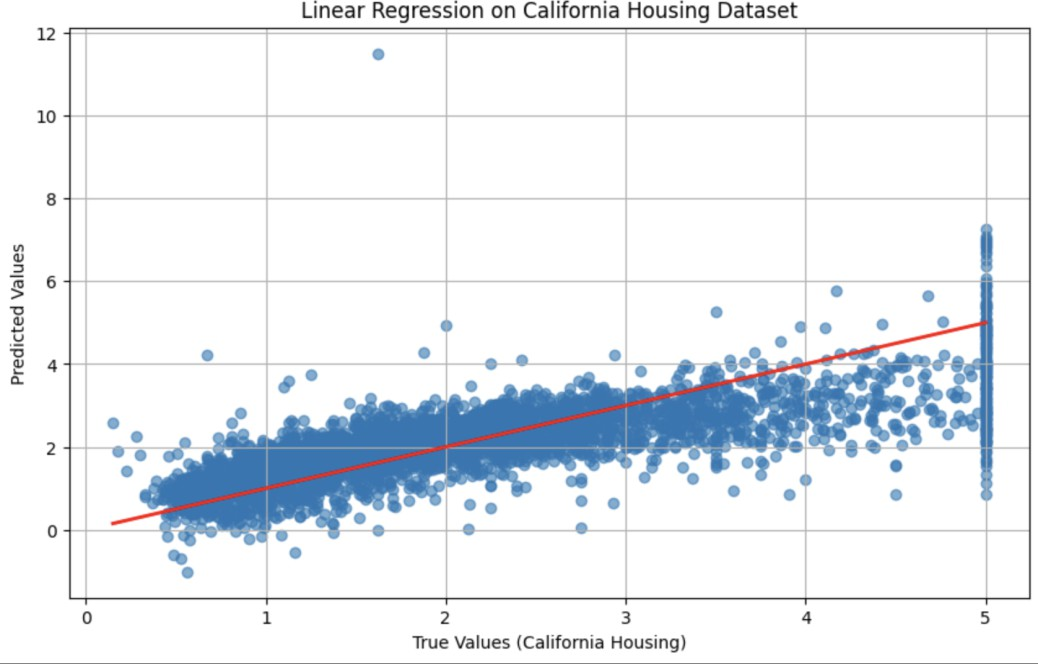 Linear Regression on California Housing Dataset
12
10
8
6
4
2
0
Predicted Values
0 1 2 3 4 5
True Values (California Housing)